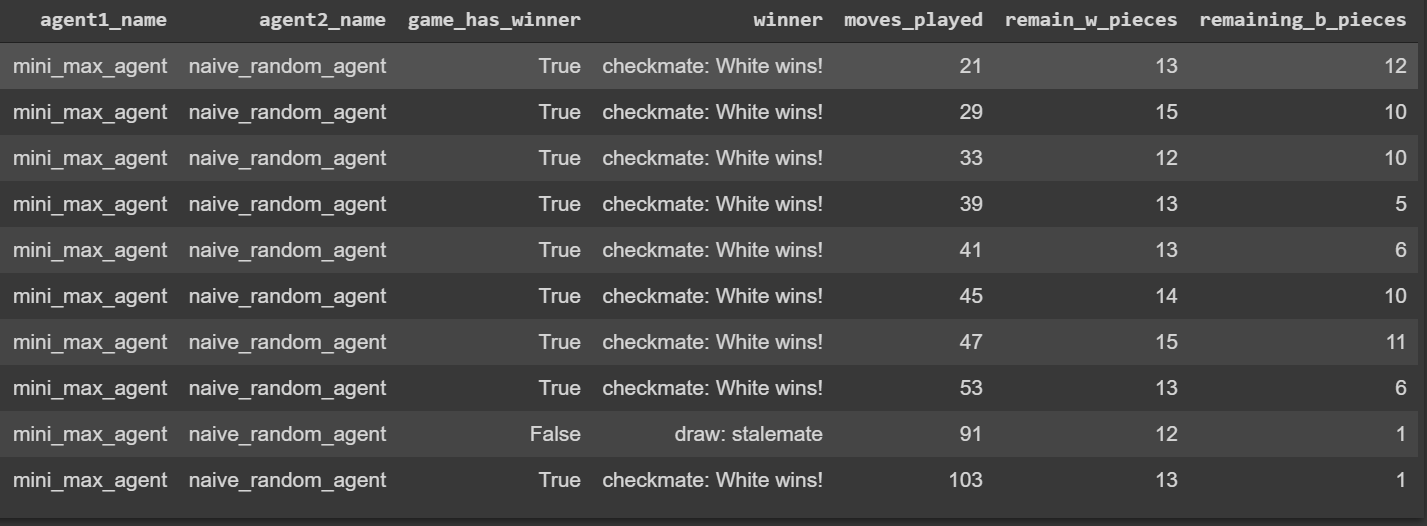 agent1_name agent2_name game_has_winner winner moves_played remain_w_pieces remaining_b_pieces
mini_max_agent naive_random_agent True checkmate: White wins! 21 13 12
mini_max_agent naive_random_agent True checkmate: White wins! 29 15 10
mini_max_agent naive_random_agent True checkmate: White wins! 33 12 10
mini_max_agent naive_random_agent True checkmate: White wins! 39 13 5
mini_max_agent naive_random_agent True checkmate: White wins! 41 13 6
mini_max_agent naive_random_agent True checkmate: White wins! 45 14 10
mini_max_agent naive_random_agent True checkmate: White wins! 47 15 11
mini_max_agent naive_random_agent True checkmate: White wins! 53 13 6
mini_max_agent naive_random_agent False draw: stalemate 91 12 1
mini_max_agent naive_random_agent True checkmate: White wins! 103 13 1